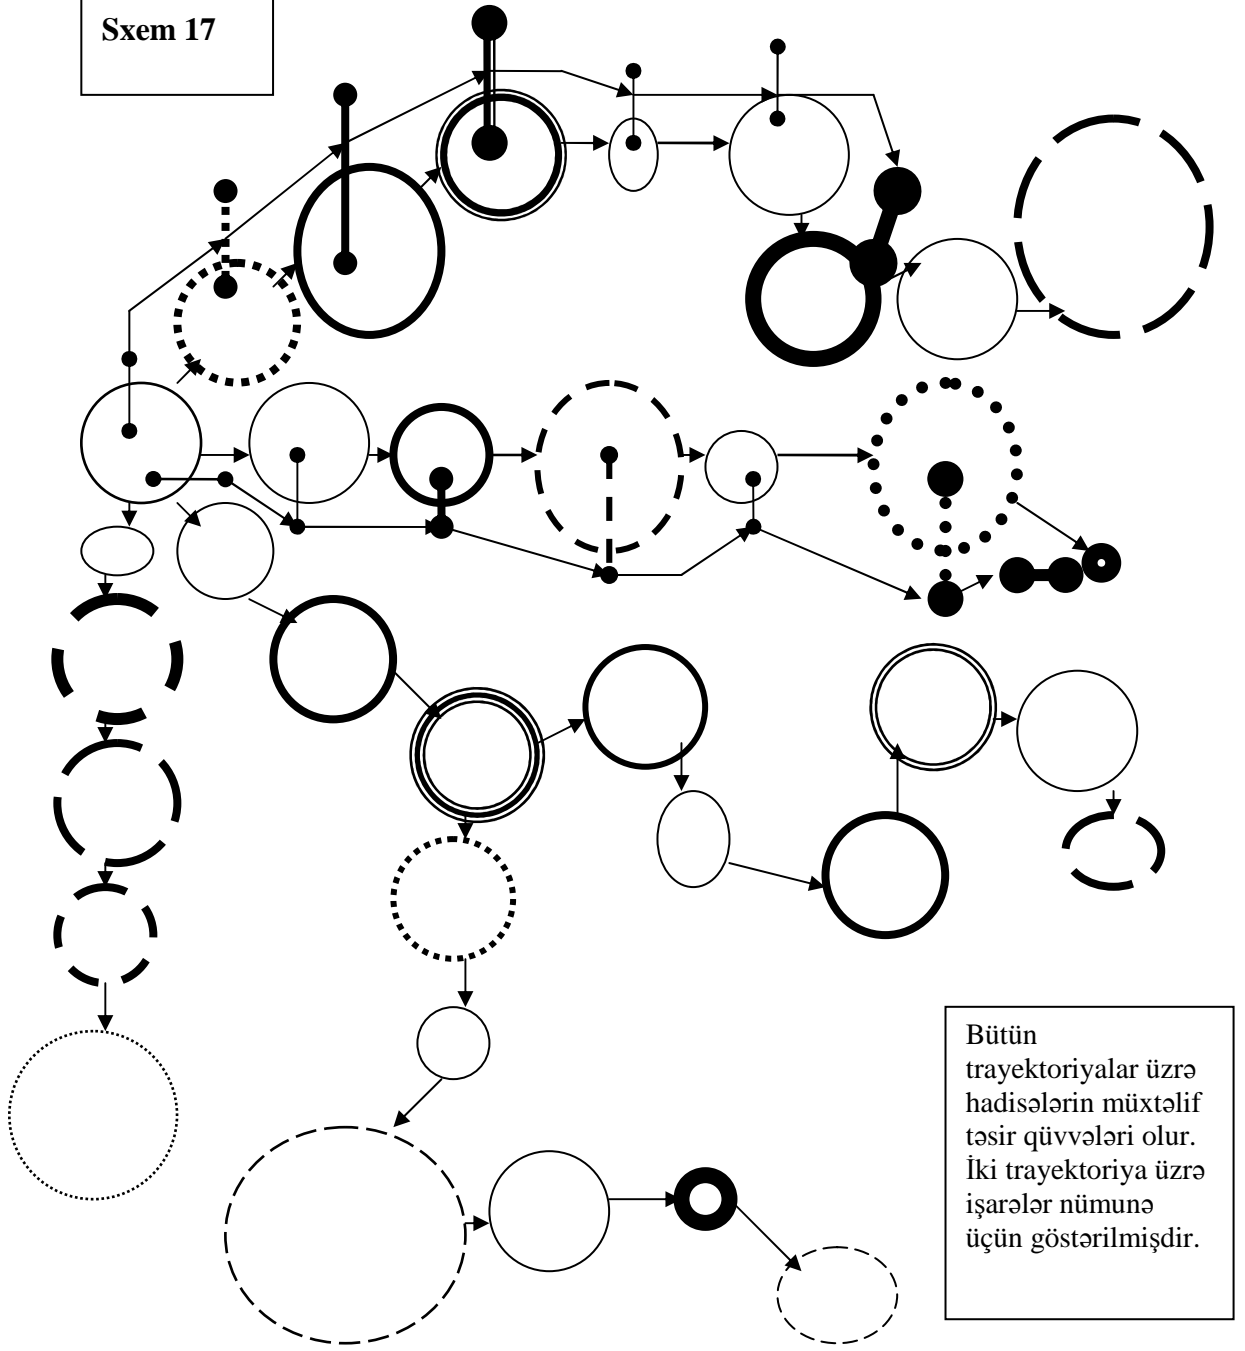 Sxem 17
Bütün
trayektoriyalar üzrə
hadisələrin müxtəlif
təsir qüvvələri olur.
İki trayektoriya üzrə
işarələr nümunə
üçün göstərilmişdir.